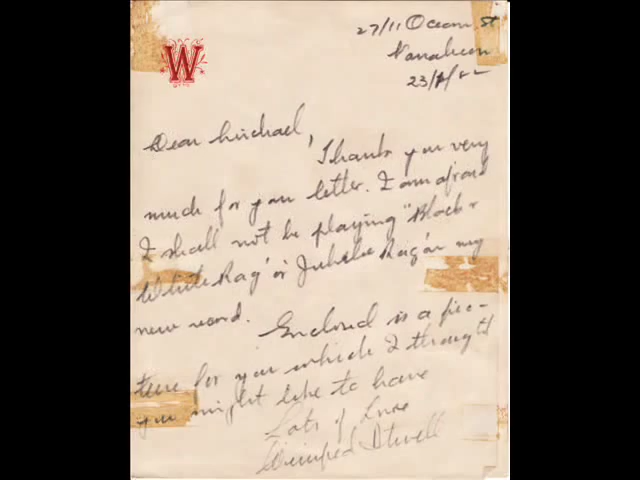 W
27/11 Ocean St
Narrabeen
Dear Michael,
Thank you very
much for your letter. I am afraid
I shall not be playing "Black &
White Rag' or Jubilee Rag' on my
new record. Enclosed is a pic-
ture for you which I thought
you might like to have
Lots of Love
Winifred Atwell